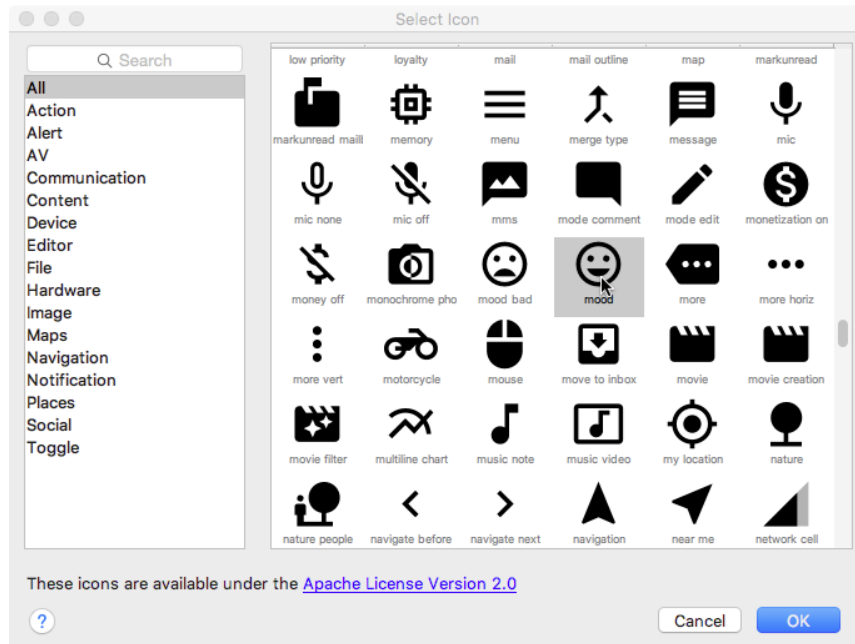 Select Icon
Search
All
Action
Alert
AV
Communication
Content
Device
Editor
File
Hardware
Image
Maps
Navigation
Notification
Places
Social
Toggle
low priority loyalty mail mail outline map markunread
markunread maill memory menu merge type message mic
mic none mic off mms mode comment mode edit monetization on
money off monochrome pho mood bad mood more more horiz
more vert motorcycle mouse move to inbox movie movie creation
movie filter multiline chart music note music video my location nature
nature people navigate before navigate next navigation near me network cell
These icons are available under the Apache License Version 2.0
? Cancel OK